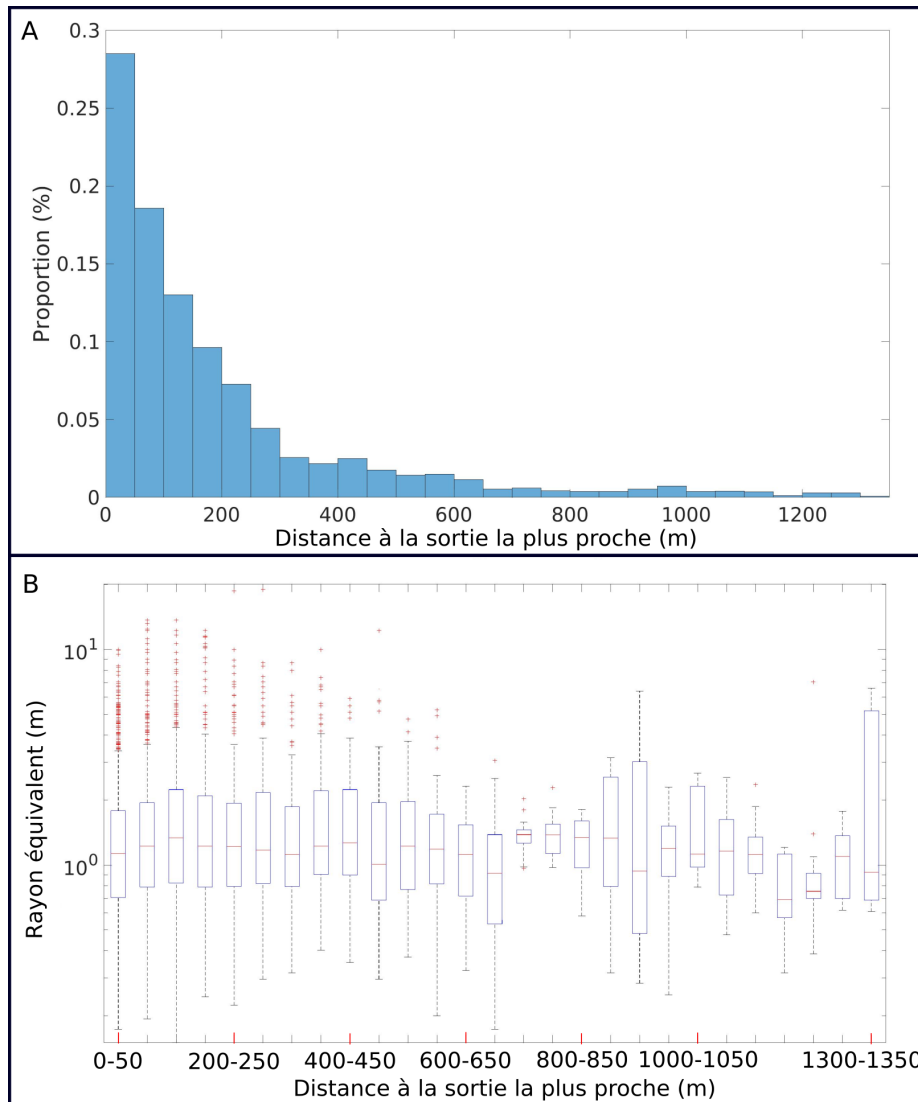 A
0.3
0.25
0.2
0.15
0.1
0.05
0
Proportion (%)
0 200 400 600 800 1000 1200
Distance à la sortie la plus proche (m)
B
10^1
10^0
Rayon équivalent (m)
0-50 200-250 400-450 600-650 800-850 1000-1050 1300-1350
Distance à la sortie la plus proche (m)